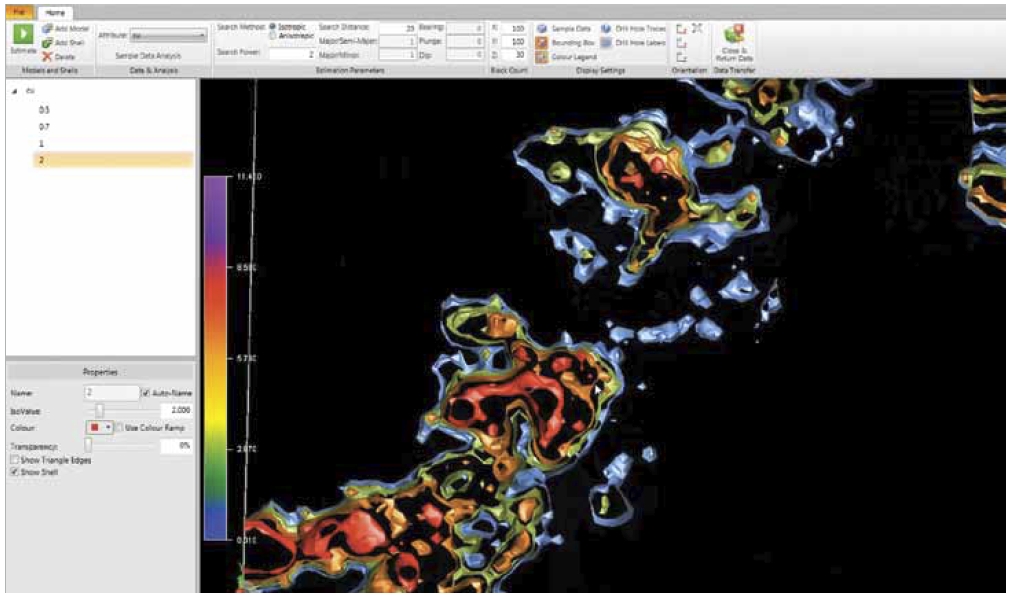 File Home
Estimate
Add Model
Add Shell
Delete
Models and Shells
Attribute:
Sample Data Analysis
Data & Analysis
Search Method: Isotropic
Anisotropic
Search Power: 2
Search Distance: 25
Major/Semi-Major: 1
Major/Minor: 1
Bearing: 0
Plunge: 0
Dip: 0
Estimation Parameters
X: 100
Y: 100
Z: 30
Block Count
Sample Data
Bounding Box
Colour Legend
Drill Hole Traces
Drill Hole Labels
Display Settings
Orientation
Close &
Return Data
Data Transfer
0.5
0.7
1
2
Properties
Name: 2 Auto-Name
IsoValue: 2.000
Colour: Use Colour Ramp
Transparency: 0%
Show Triangle Edges
Show Shell
0.010